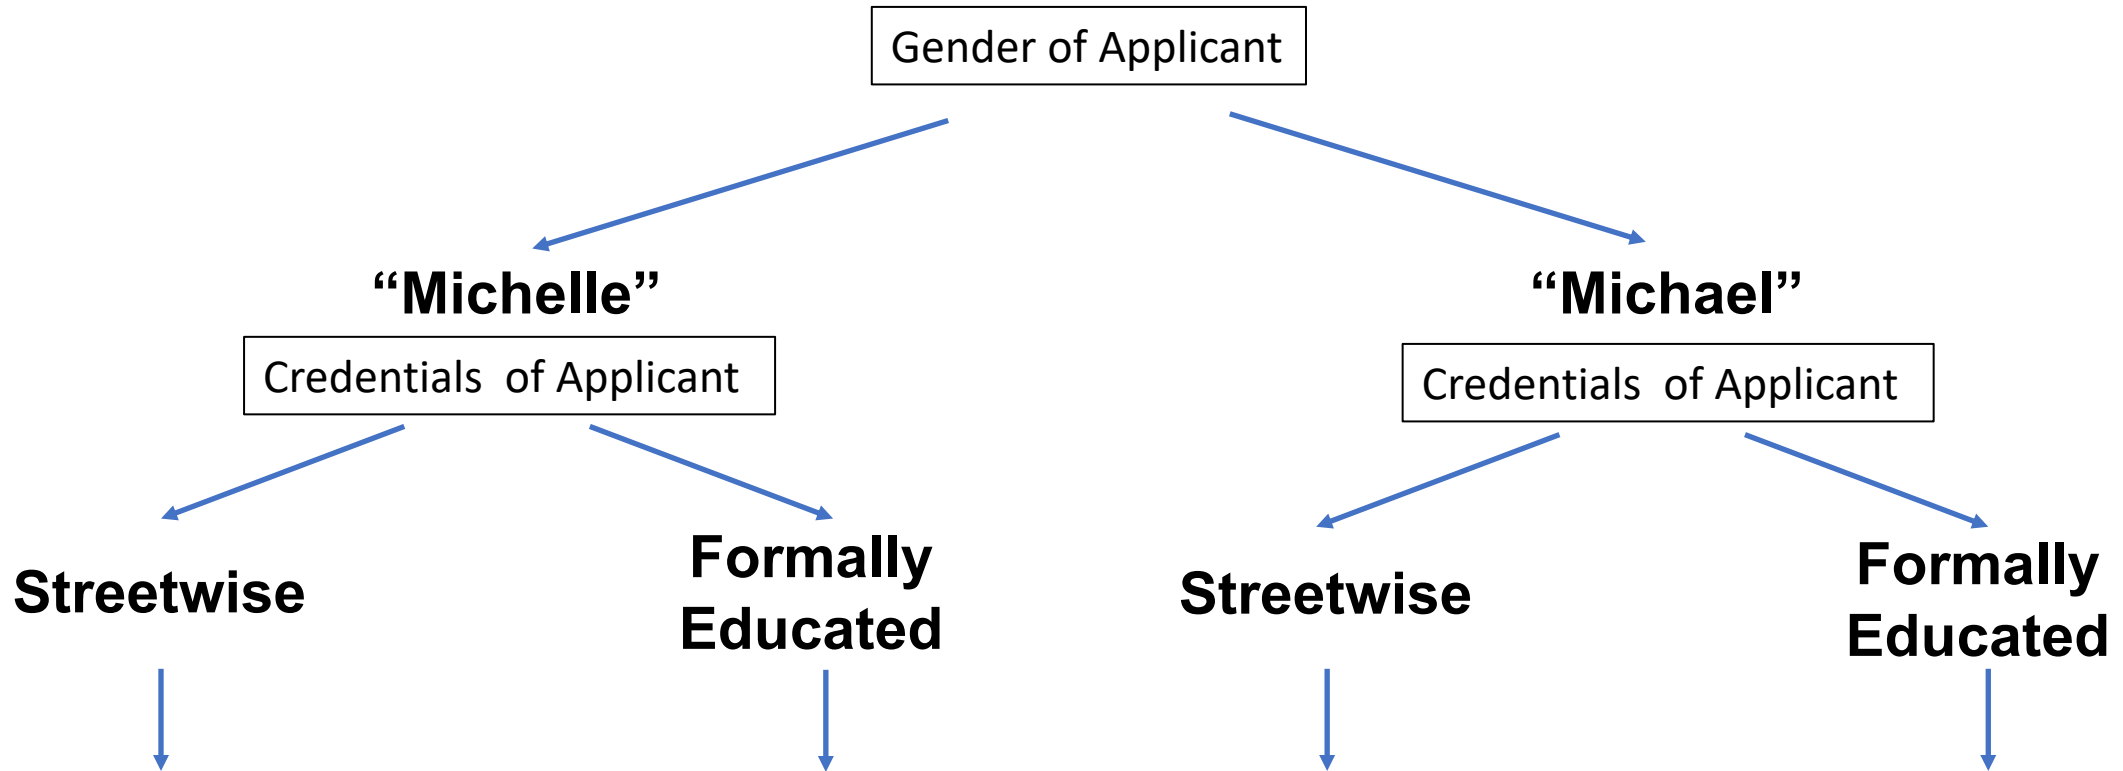 Gender of Applicant
“Michelle”
“Michael”
Credentials  of Applicant
Credentials  of Applicant
Streetwise
Formally
Educated
Streetwise
Formally
Educated